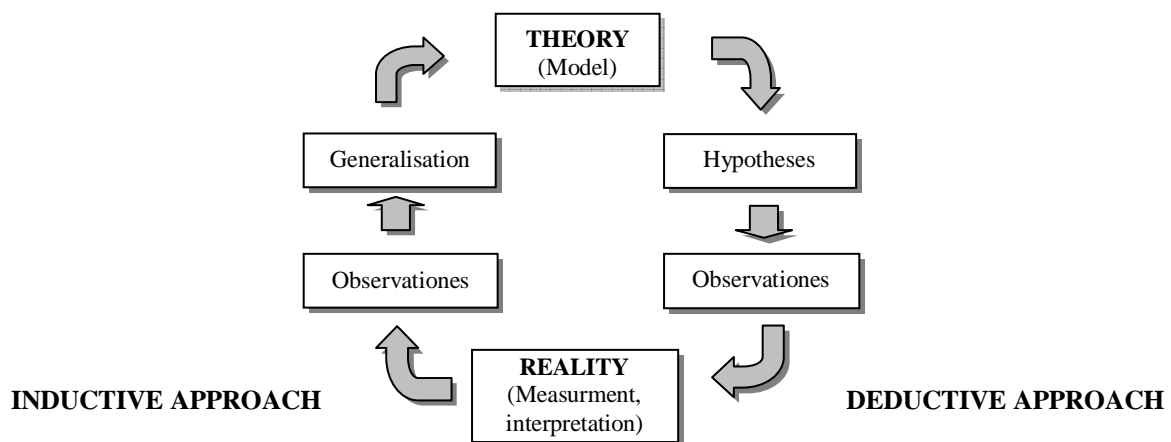 THEORY
(Model)
Generalisation
Hypotheses
Observationes
Observationes
REALITY
(Measurment,
interpretation)
INDUCTIVE APPROACH
DEDUCTIVE APPROACH